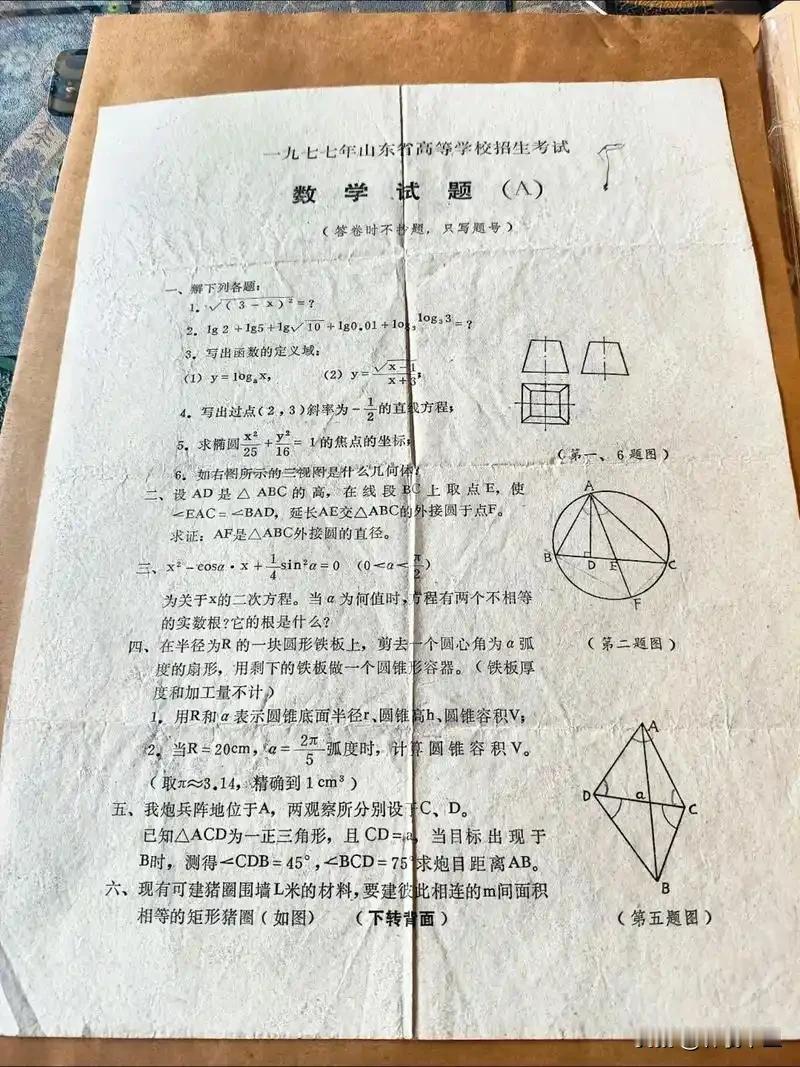 一九七七年山东省高等学校招生考试
数 学 试 题 (A)
(答卷时不抄题,只写题号)
一、解下列各题:
1. √(3-x)²=?
2. lg2+lg5+lg√10+lg0.01+log₃log₃3=?
3. 写出函数的定义域:
(1) y=logₐx, (2) y=√x-1/x+3;
4. 写出过点(2,3)斜率为-1/2的直线方程;
5. 求椭圆x²/25+y²/16=1的焦点的坐标;
6. 如右图所示的三视图是什么几何体?
(第一、6题图)
二、设AD是△ABC的高,在线段BC上取点E,使
∠EAC=∠BAD,延长AE交△ABC的外接圆于点F。
求证:AF是△ABC外接圆的直径。
A
B
D
E
C
F
(第二题图)
三、x²-cosα·x+1/4sin²α=0 (0<α<π/2)
为关于x的二次方程。当α为何值时,方程有两个不相等
的实数根?它的根是什么?
四、在半径为R的一块圆形铁板上,剪去一个圆心角为α弧
度的扇形,用剩下的铁板做一个圆锥形容器。(铁板厚
度和加工量不计)
1. 用R和α表示圆锥底面半径r、圆锥高h、圆锥容积V;
2. 当R=20cm,α=2π/5弧度时,计算圆锥容积V。
(取π≈3.14,精确到1cm³)
五、我炮兵阵地位于A,两观察所分别设于C、D。
已知△ACD为一正三角形,且CD=a,当目标出现于
B时,测得∠CDB=45°,∠BCD=75°求炮目距离AB。
A
D
a
C
B
(第五题图)
六、现有可建猪圈围墙L米的材料,要建彼此相连的m间面积
相等的矩形猪圈(如图) (下转背面)